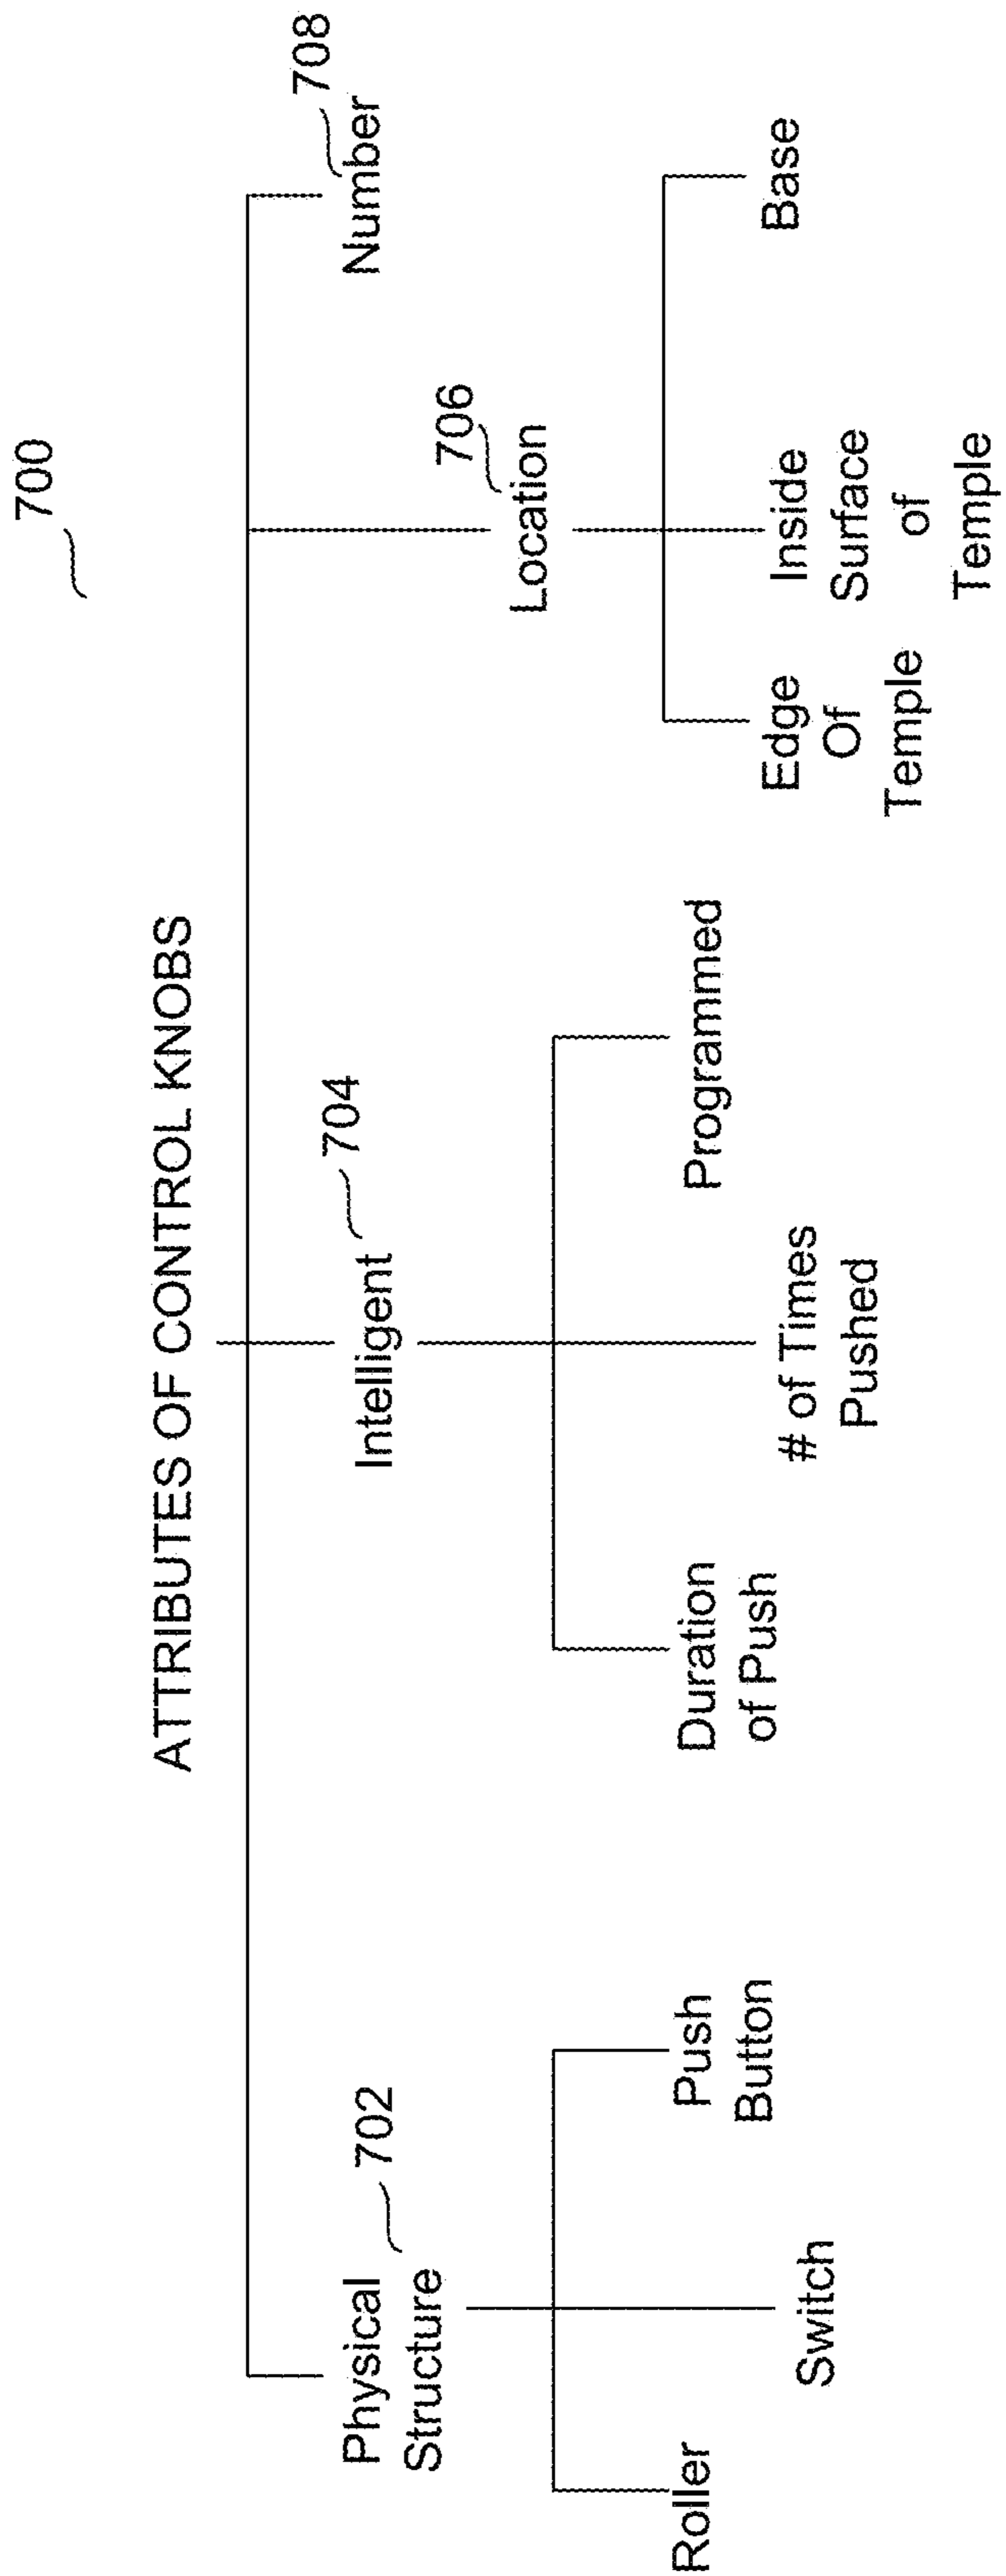 700
ATTRIBUTES OF CONTROL KNOBS
Physical
Structure
702
Intelligent
704
Location
706
Number
708
Roller
Switch
Push
Button
Duration
of Push
# of Times
Pushed
Programmed
Edge
Of
Temple
Inside
Surface
of
Temple
Base